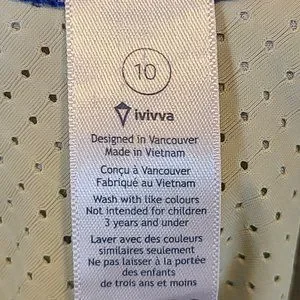 10
ivivva
Designed in Vancouver
Made in Vietnam
Conçu à Vancouver
Fabriqué au Vietnam
Wash with like colours
Not intended for children
3 years and under
Laver avec des couleurs
similaires seulement
Ne pas laisser à la portée
des enfants
de trois ans et moins